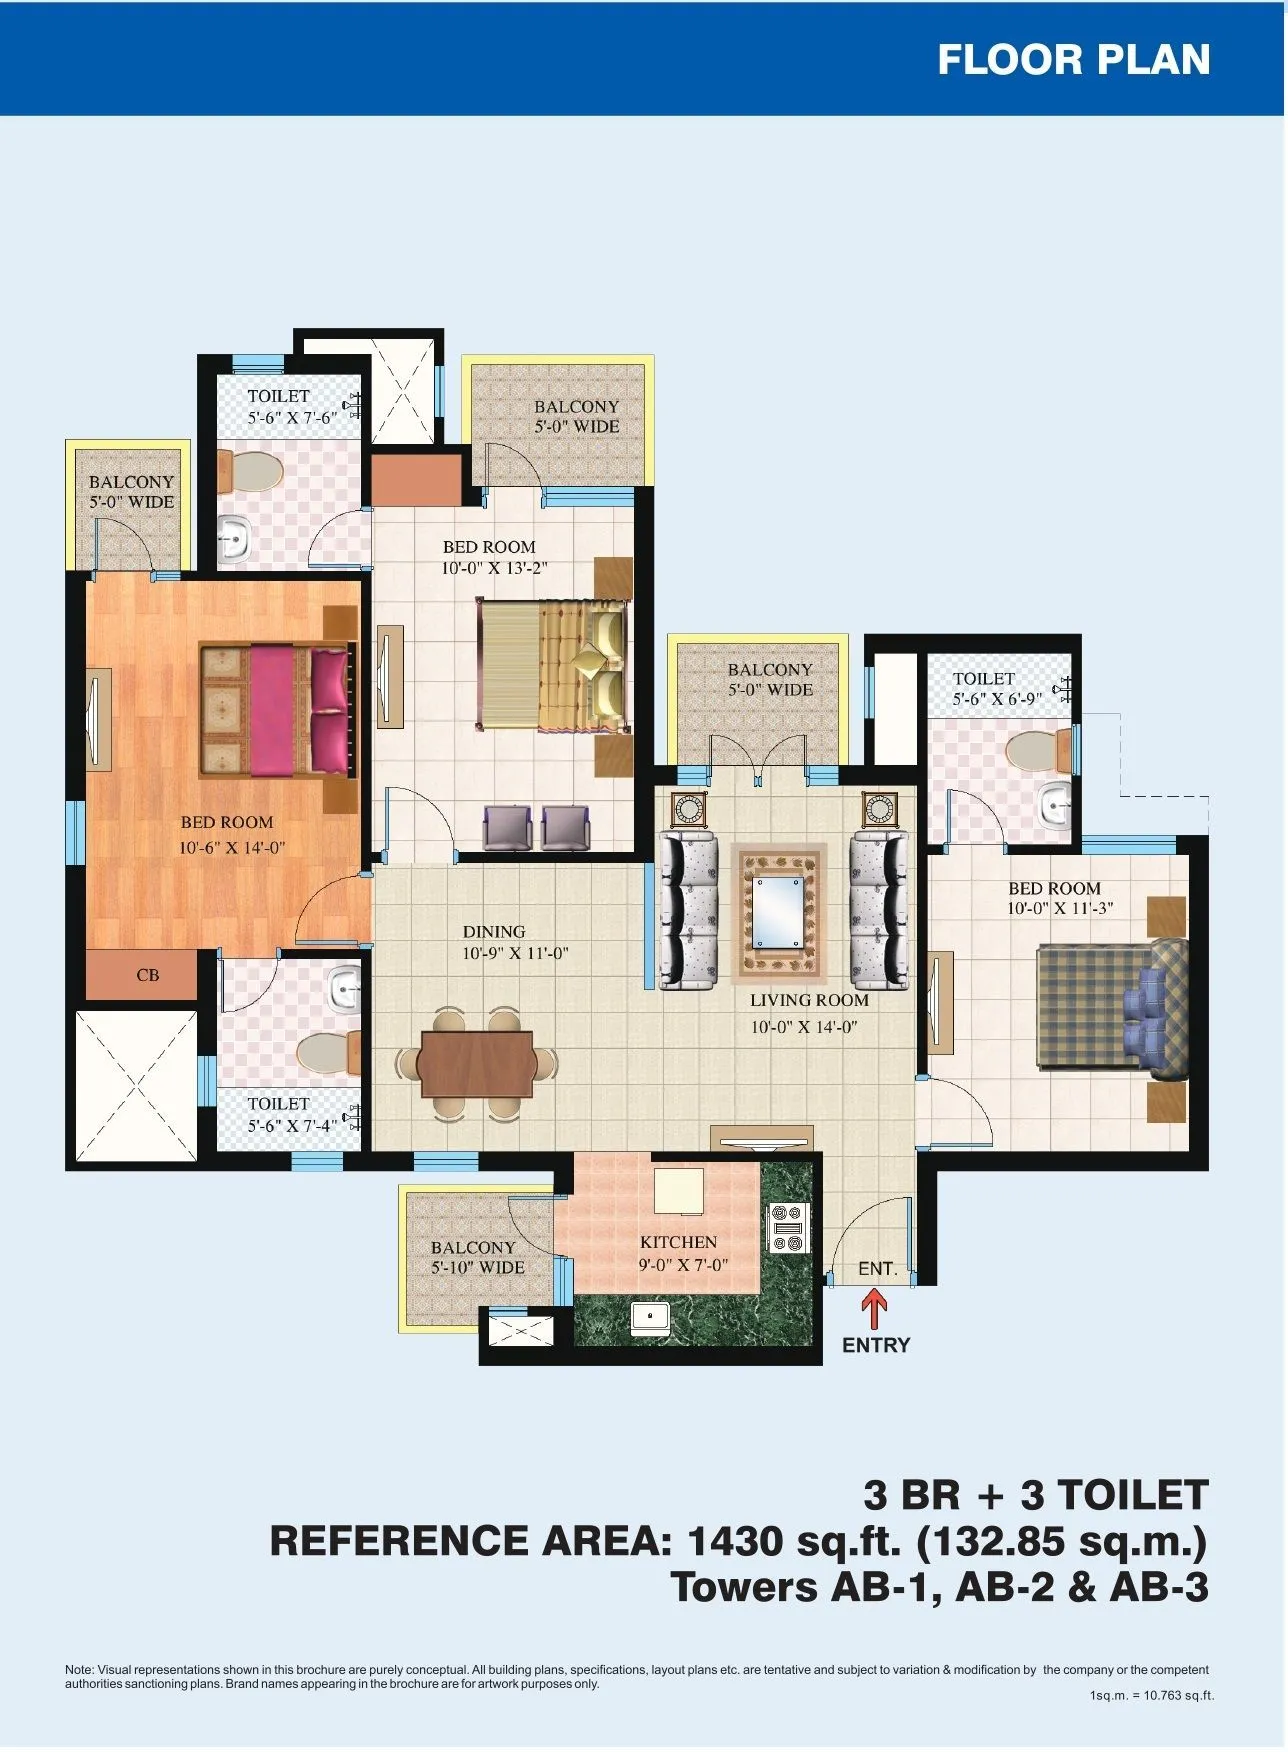 FLOOR PLAN
TOILET
5'-6" X 7'-6"
BALCONY
5'-0" WIDE
BALCONY
5'-0" WIDE
BED ROOM
10'-0" X 13'-2"
BALCONY
5'-0" WIDE
TOILET
5'-6" X 6'-9"
BED ROOM
10'-6" X 14'-0"
BED ROOM
10'-0" X 11'-3"
DINING
10'-9" X 11'-0"
CB
LIVING ROOM
10'-0" X 14'-0"
TOILET
5'-6" X 7'-4"
BALCONY
5'-10" WIDE
KITCHEN
9'-0" X 7'-0"
ENT.
ENTRY
3 BR + 3 TOILET
REFERENCE AREA: 1430 sq.ft. (132.85 sq.m.)
Towers AB-1, AB-2 & AB-3
Note: Visual representations shown in this brochure are purely conceptual. All building plans, specifications, layout plans etc. are tentative and subject to variation & modification by the company or the competent
authorities sanctioning plans. Brand names appearing in the brochure are for artwork purposes only.
1sq.m. = 10.763 sq.ft.